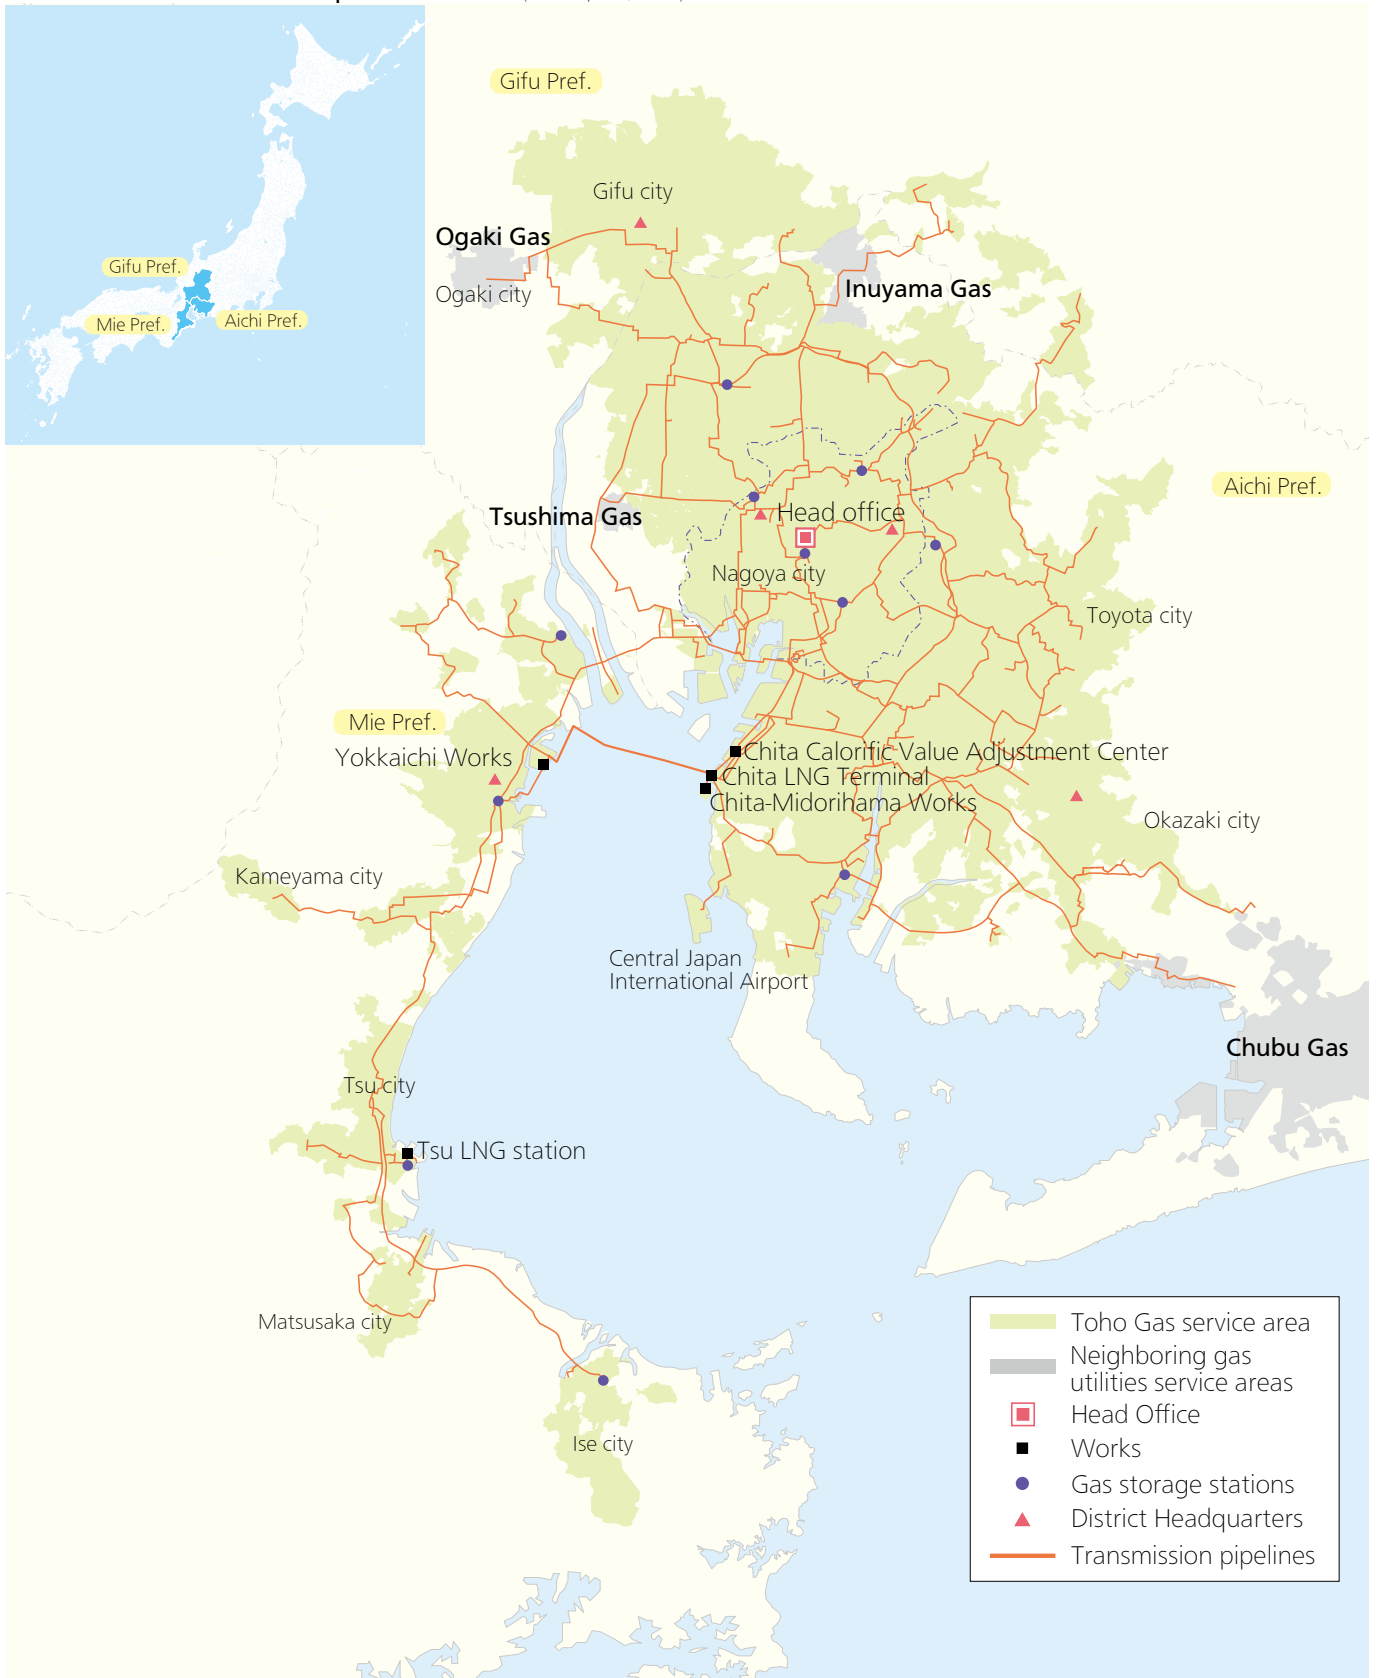 Gifu Pref.
Gifu city
Ogaki Gas
Ogaki city
Inuyama Gas
Gifu Pref.
Mie Pref.
Aichi Pref.
Aichi Pref.
Tsushima Gas
Head office
Nagoya city
Toyota city
Mie Pref.
Yokkaichi Works
Chita Calorific Value Adjustment Center
Chita LNG Terminal
Chita-Midorihama Works
Okazaki city
Kameyama city
Central Japan
International Airport
Chubu Gas
Tsu city
Tsu LNG station
Matsusaka city
Ise city
Toho Gas service area
Neighboring gas
utilities service areas
Head Office
Works
Gas storage stations
District Headquarters
Transmission pipelines